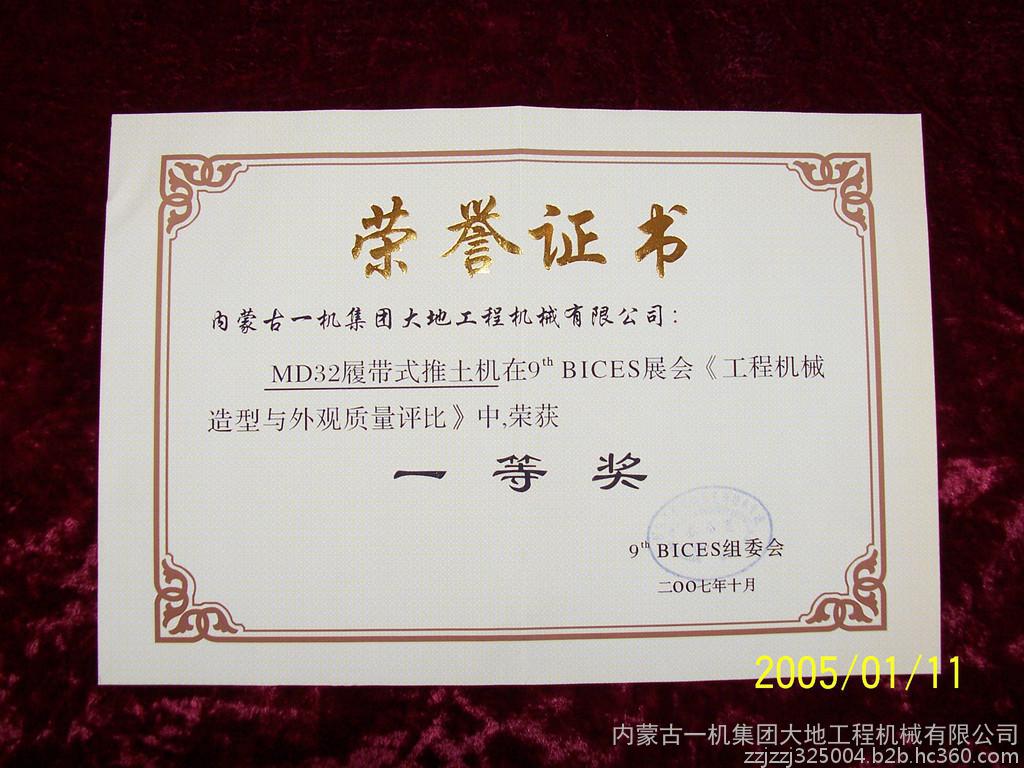 荣誉证书
内蒙古一机集团大地工程机械有限公司：
MD32履带式推土机在9th BICES展会《工程机械
造型与外观质量评比》中,荣获
一等奖
9th BICES组委会
二OO七年十月
2005/01/11
内蒙古一机集团大地工程机械有限公司
zzjzzj325004.b2b.hc360.com